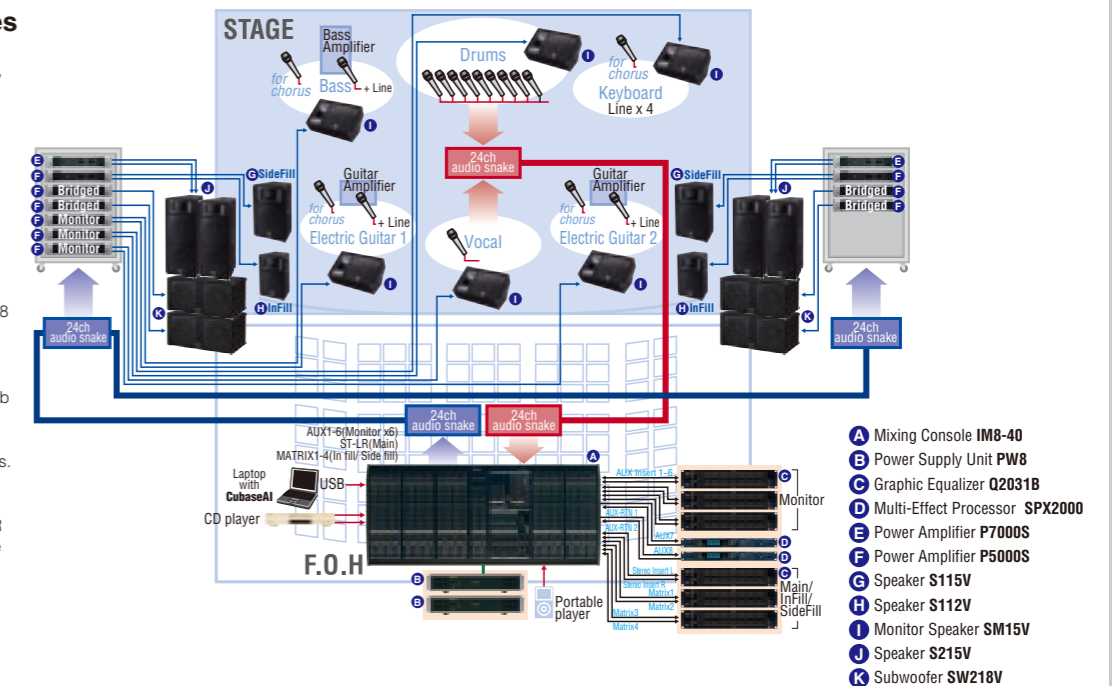 es
STAGE
Bass
Amplifier
for
chorus
Bass
+ Line
Drums
I
for
chorus
Keyboard
Line x 4
I
I
24ch
audio snake
E
F
F Bridged
F Bridged
F Monitor
F Monitor
F Monitor
J
G SideFill
H InFill
K
Guitar
Amplifier
for
chorus
+ Line
Electric Guitar 1
I
Vocal
I
Guitar
Amplifier
for
chorus
+ Line
Electric Guitar 2
I
G SideFill
H InFill
J
K
E
F
Bridged F
Bridged F
24ch
audio snake
24ch
audio snake
8
b
s.
R
e
24ch
audio snake
24ch
audio snake
AUX1-6(Monitor x6)
ST-LR(Main)
MATRIX1-4(In fill/ Side fill)
A
Laptop
with
CubaseAI
USB
CD player
F.O.H
B
B
Portable
player
AUX Insert 1~6
AUX-RTN 1
AUX-RTN 2
AUX7
AUX8
Stereo Insert L
Stereo Insert R
Matrix1
Matrix2
Matrix3
Matrix4
C
Monitor
D
D
C
Main/
InFill/
SideFill
A Mixing Console IM8-40
B Power Supply Unit PW8
C Graphic Equalizer Q2031B
D Multi-Effect Processor SPX2000
E Power Amplifier P7000S
F Power Amplifier P5000S
G Speaker S115V
H Speaker S112V
I Monitor Speaker SM15V
J Speaker S215V
K Subwoofer SW218V